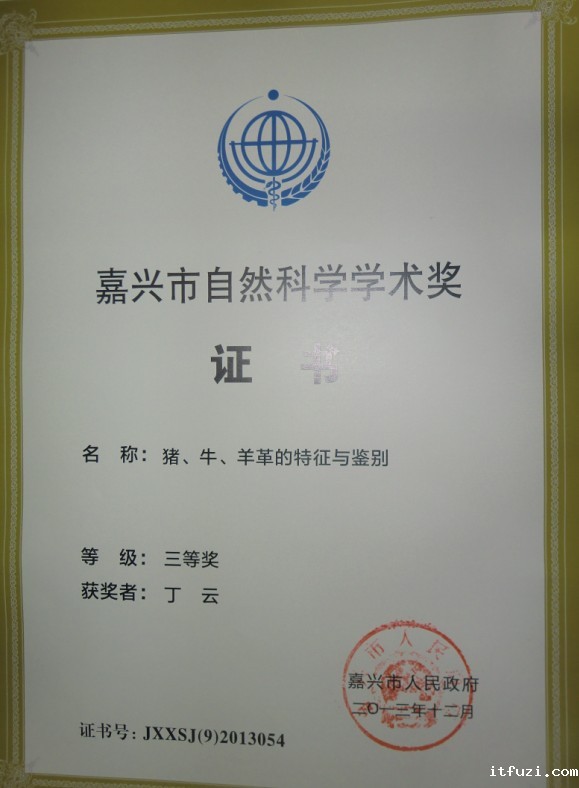 嘉兴市自然科学学术奖
证 书
名 称： 猪、牛、羊革的特征与鉴别
等 级： 三等奖
获奖者： 丁 云
市人民
嘉兴市人民政府
二〇一三年十二月
证书号：JXXSJ(9)2013054
itfuzi.com